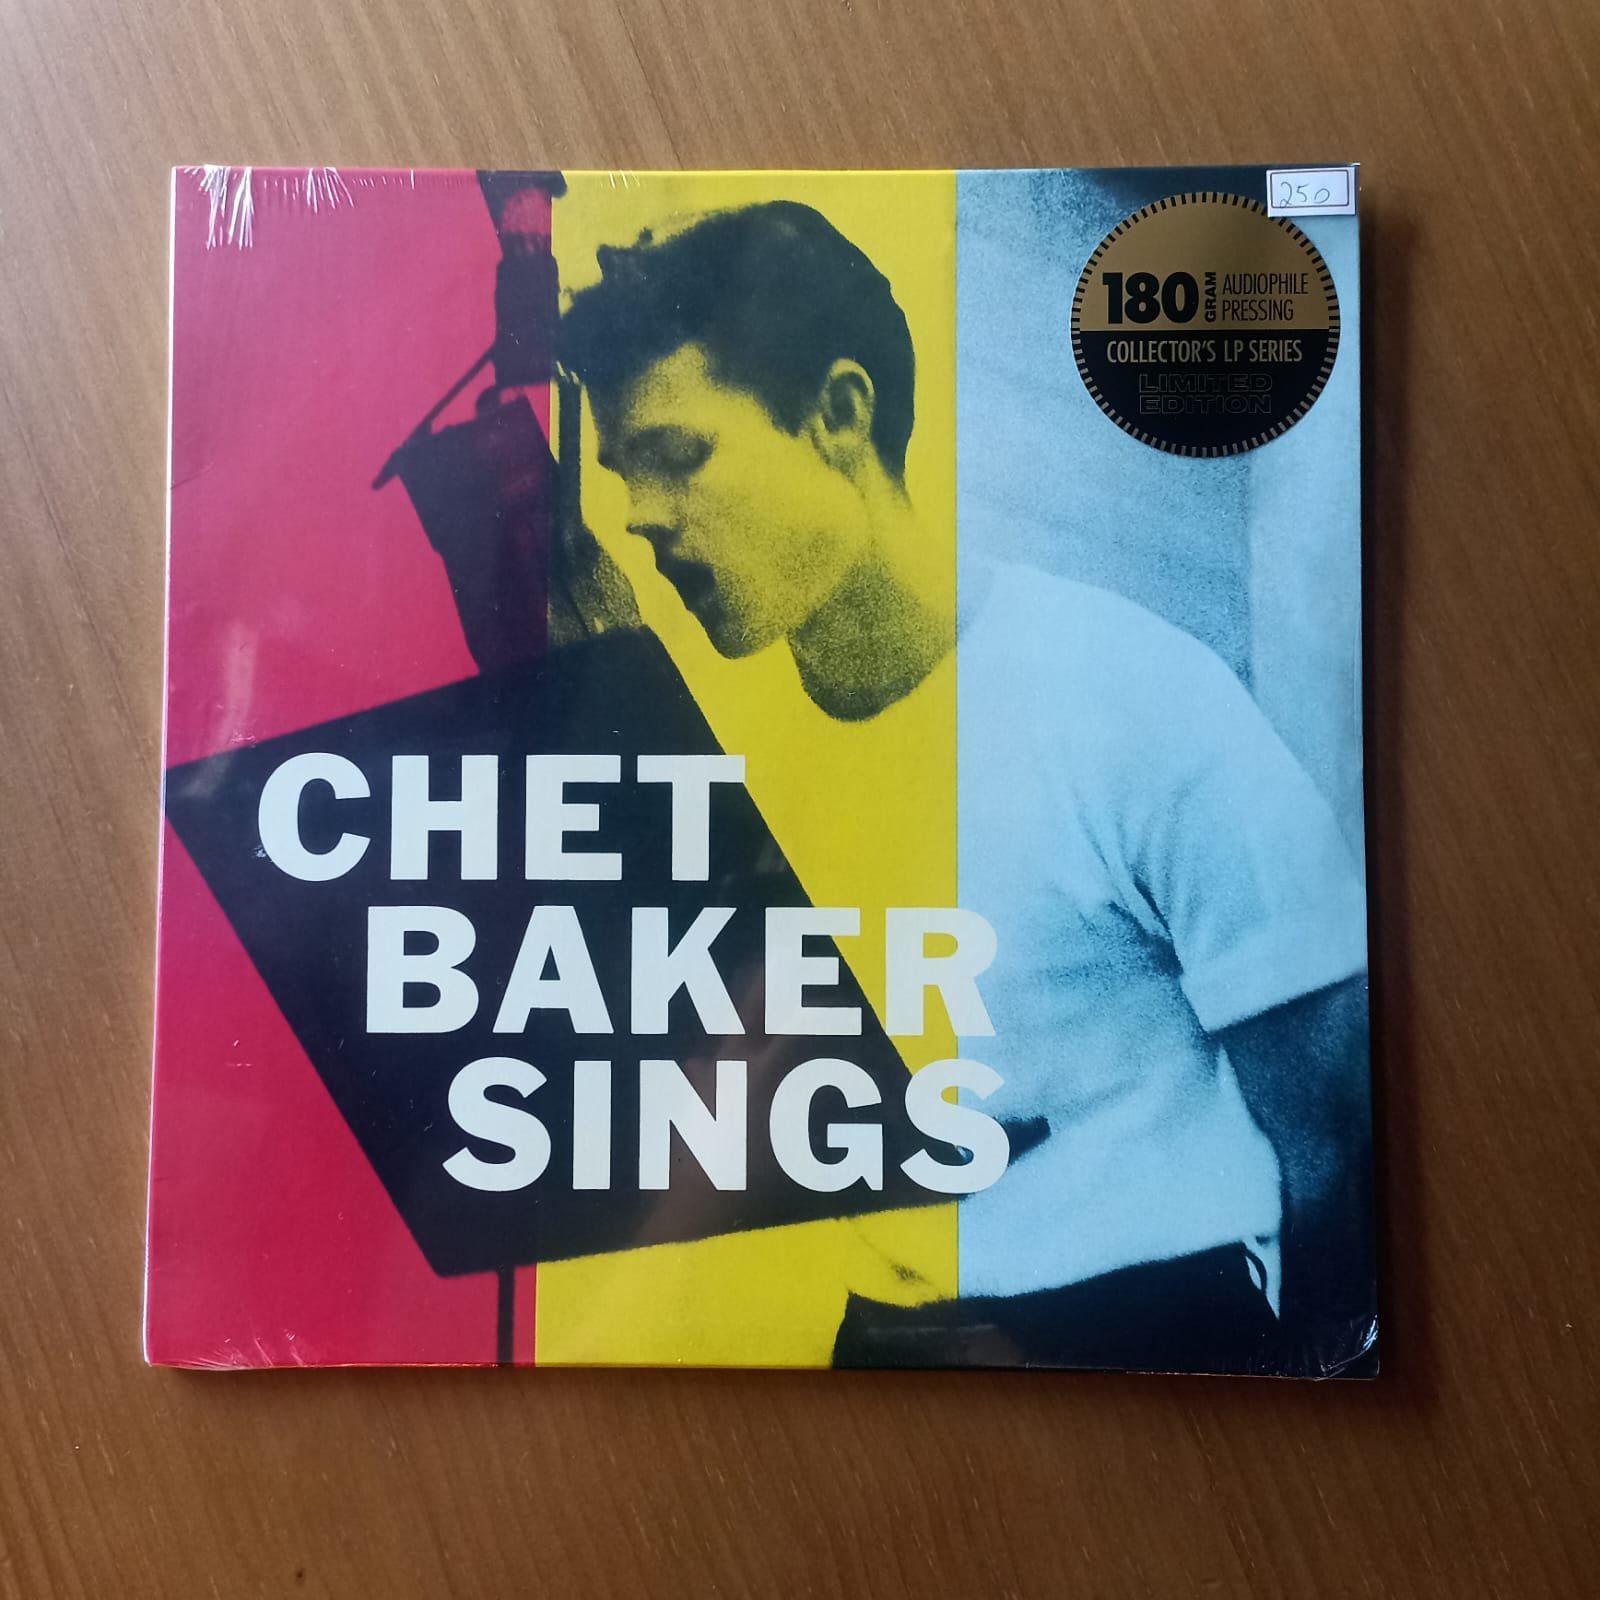 250
180 GRAM AUDIOPHILE
PRESSING
COLLECTOR'S LP SERIES
LIMITED
EDITION
CHET
BAKER
SINGS